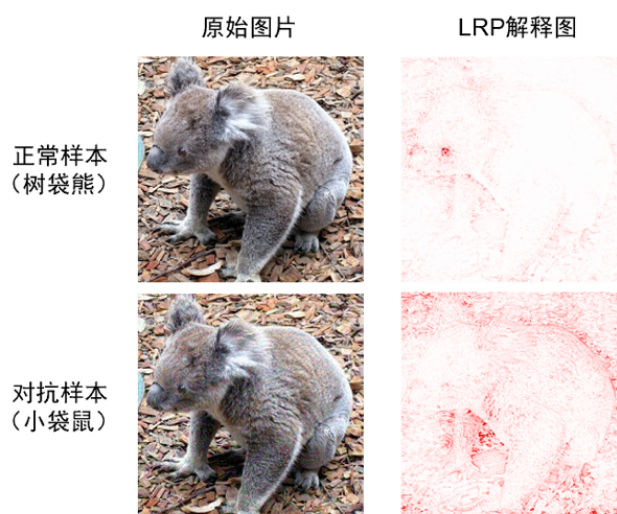 原始图片
LRP解释图
正常样本
（树袋熊）
对抗样本
（小袋鼠）